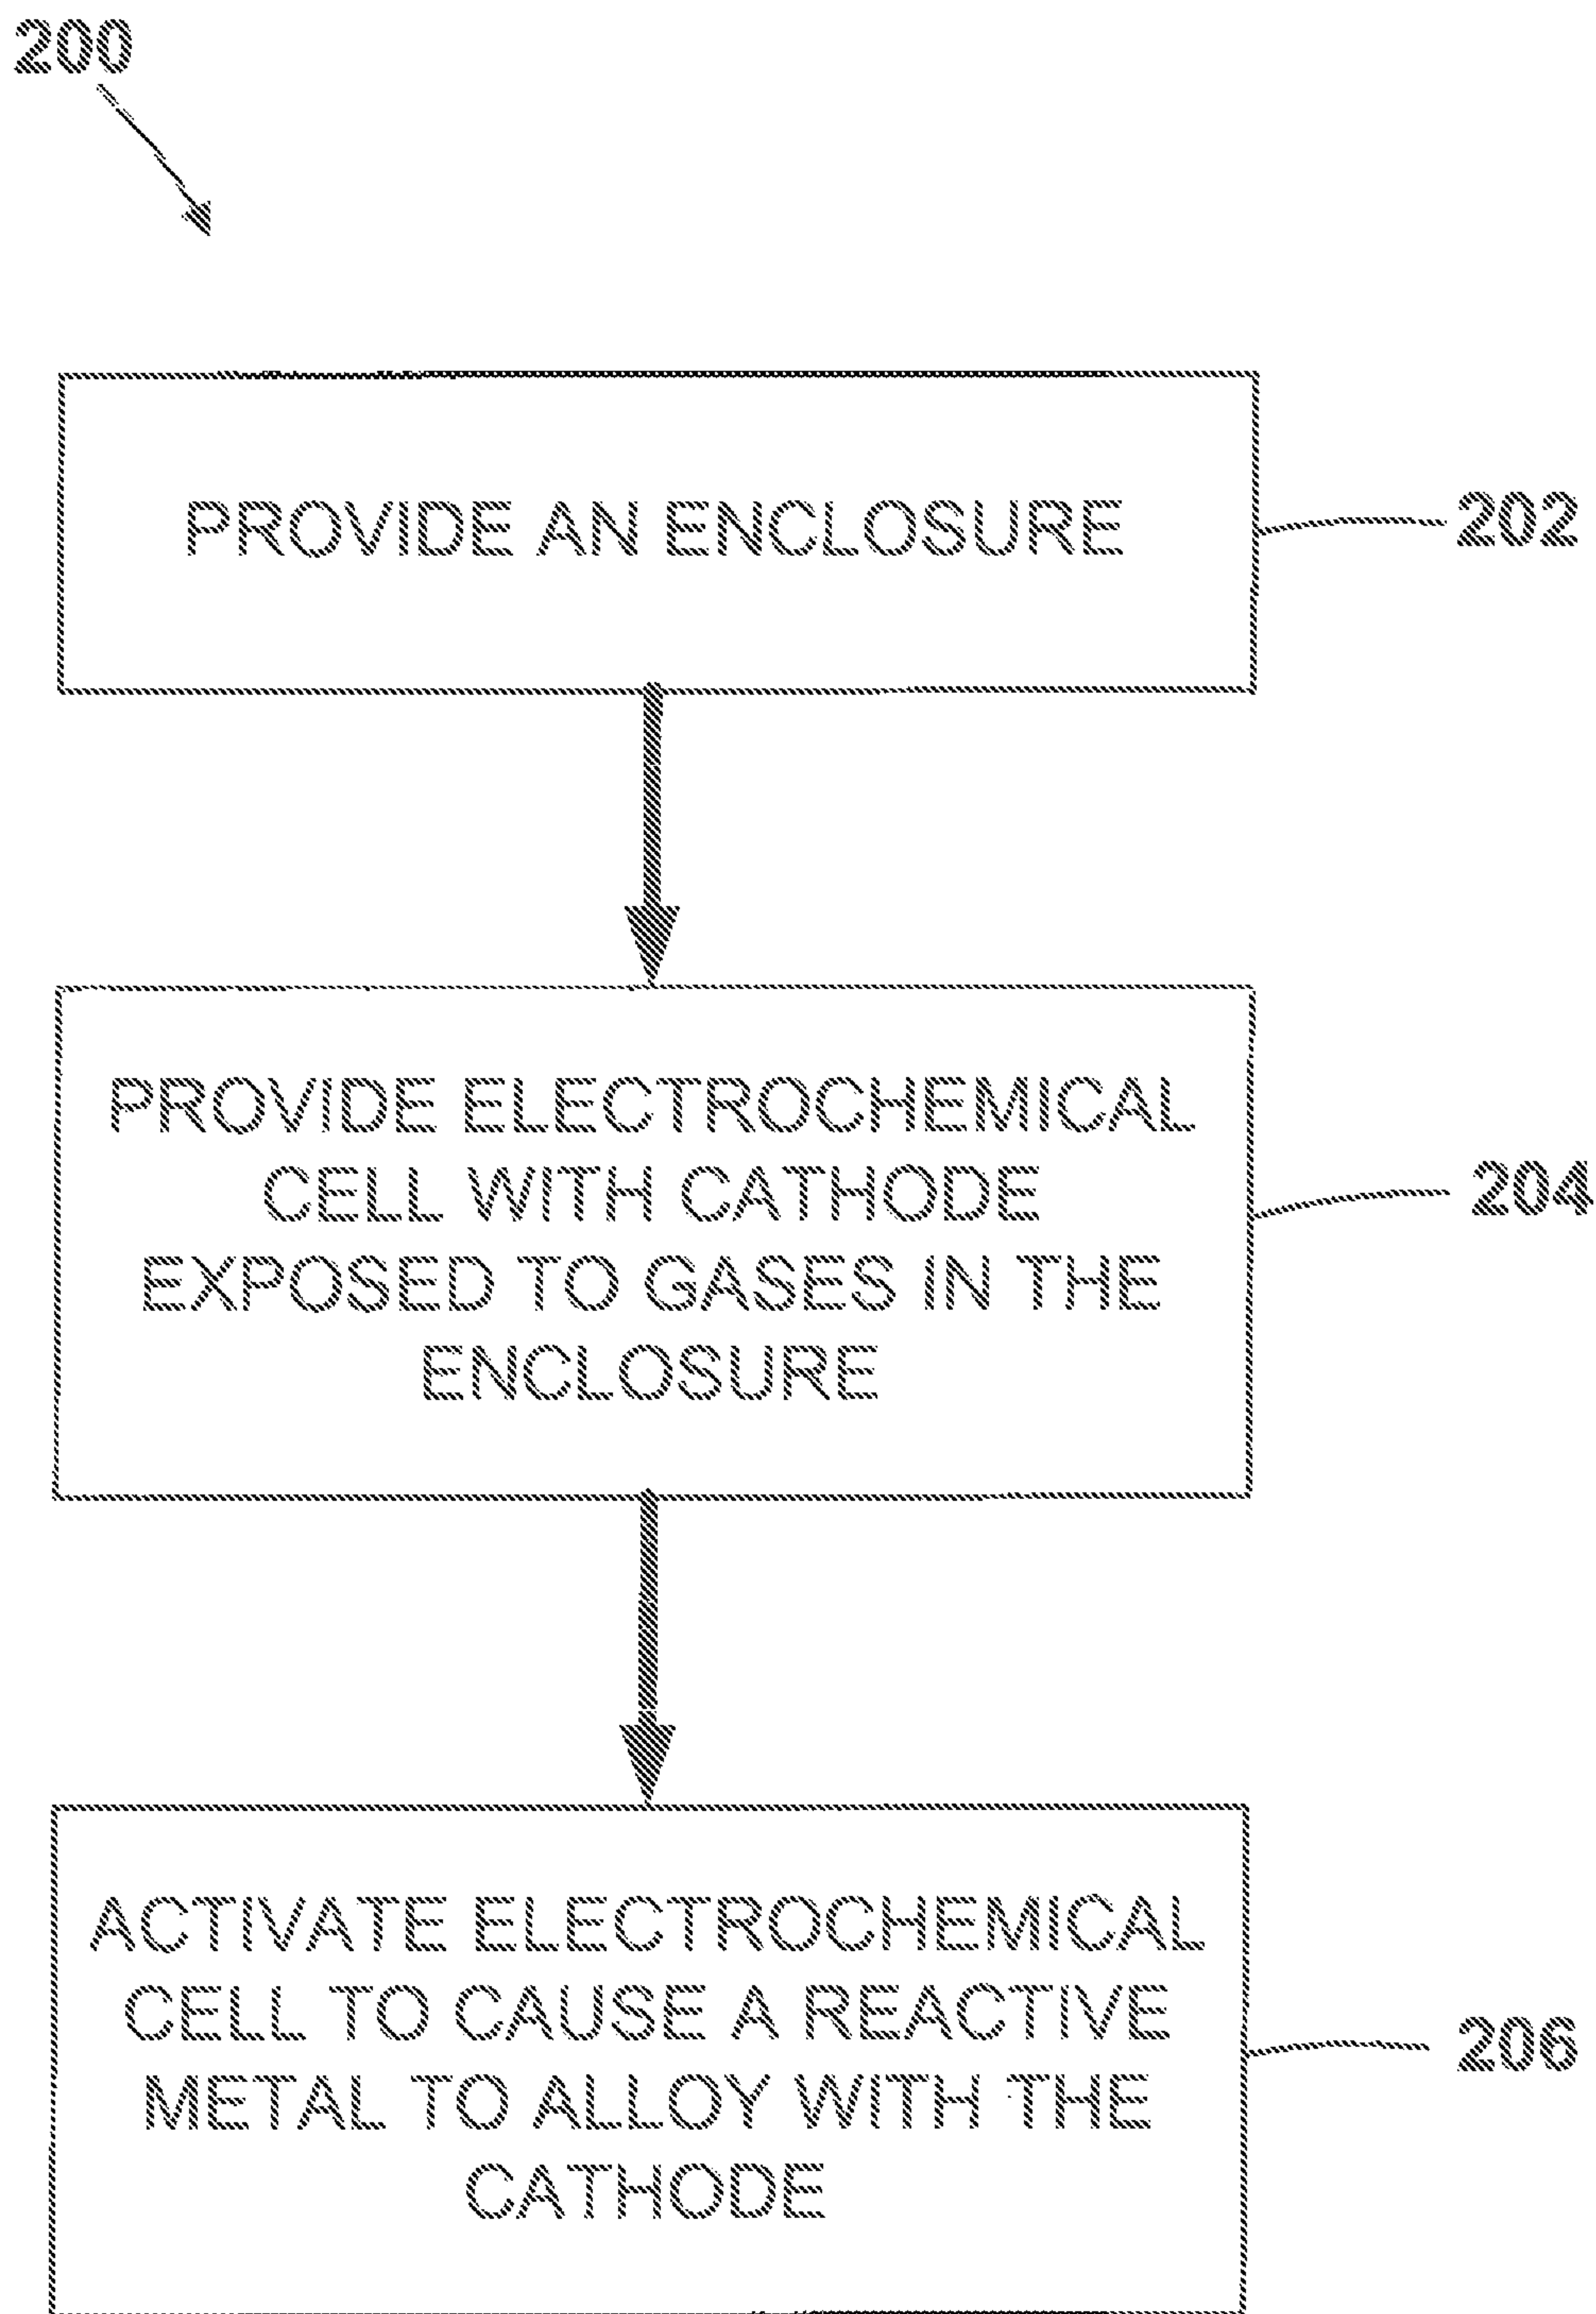 200
PROVIDE AN ENCLOSURE
202
PROVIDE ELECTROCHEMICAL
CELL WITH CATHODE
EXPOSED TO GASES IN THE
ENCLOSURE
204
ACTIVATE ELECTROCHEMICAL
CELL TO CAUSE A REACTIVE
METAL TO ALLOY WITH THE
CATHODE
206